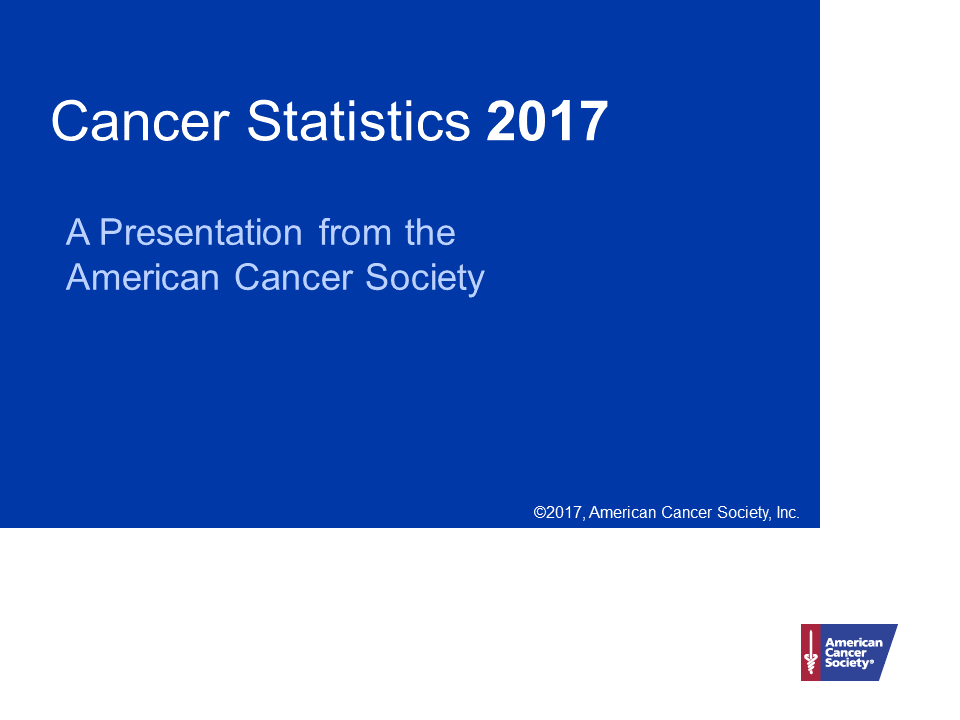 Cancer Statistics 2017
A Presentation from the
American Cancer Society
©2017, American Cancer Society, Inc.
American
Cancer
Society®